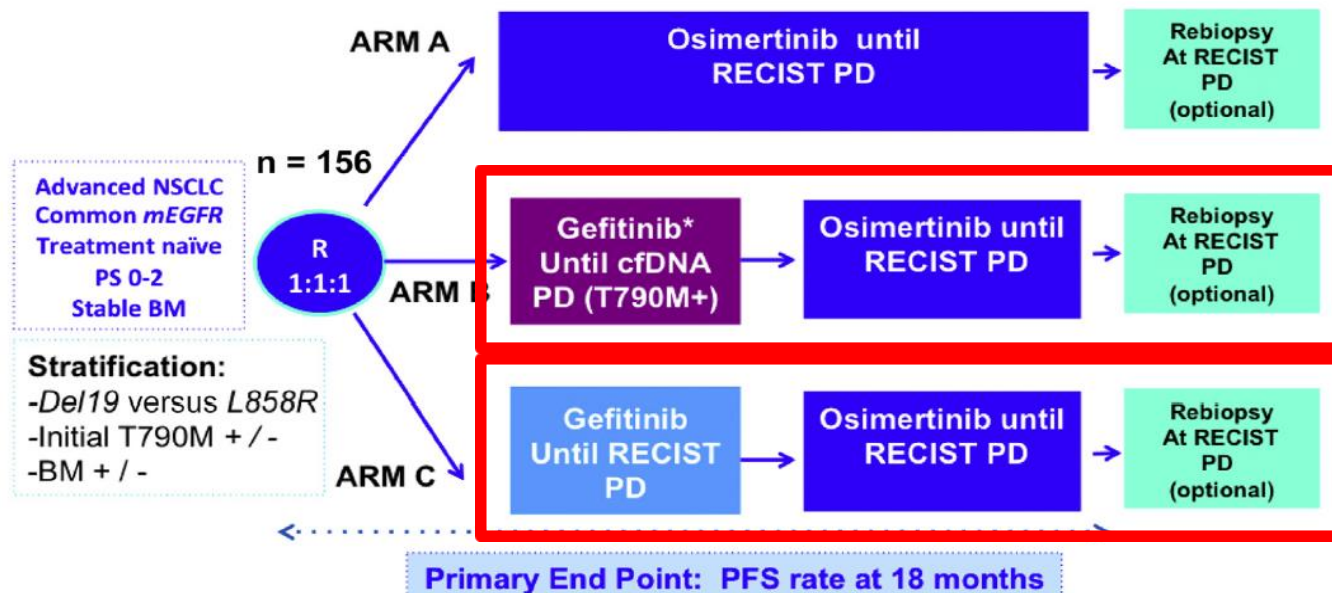 ARM A
Osimertinib until
RECIST PD
Rebiopsy
At RECIST
PD
(optional)
n = 156
Advanced NSCLC
Common mEGFR
Treatment naïve
PS 0-2
Stable BM
R
1:1:1
ARM B
Gefitinib*
Until cfDNA
PD (T790M+)
Osimertinib until
RECIST PD
Rebiopsy
At RECIST
PD
(optional)
Stratification:
-Del19 versus L858R
-Initial T790M + / -
-BM + / -
ARM C
Gefitinib
Until RECIST
PD
Osimertinib until
RECIST PD
Rebiopsy
At RECIST
PD
(optional)
Primary End Point: PFS rate at 18 months